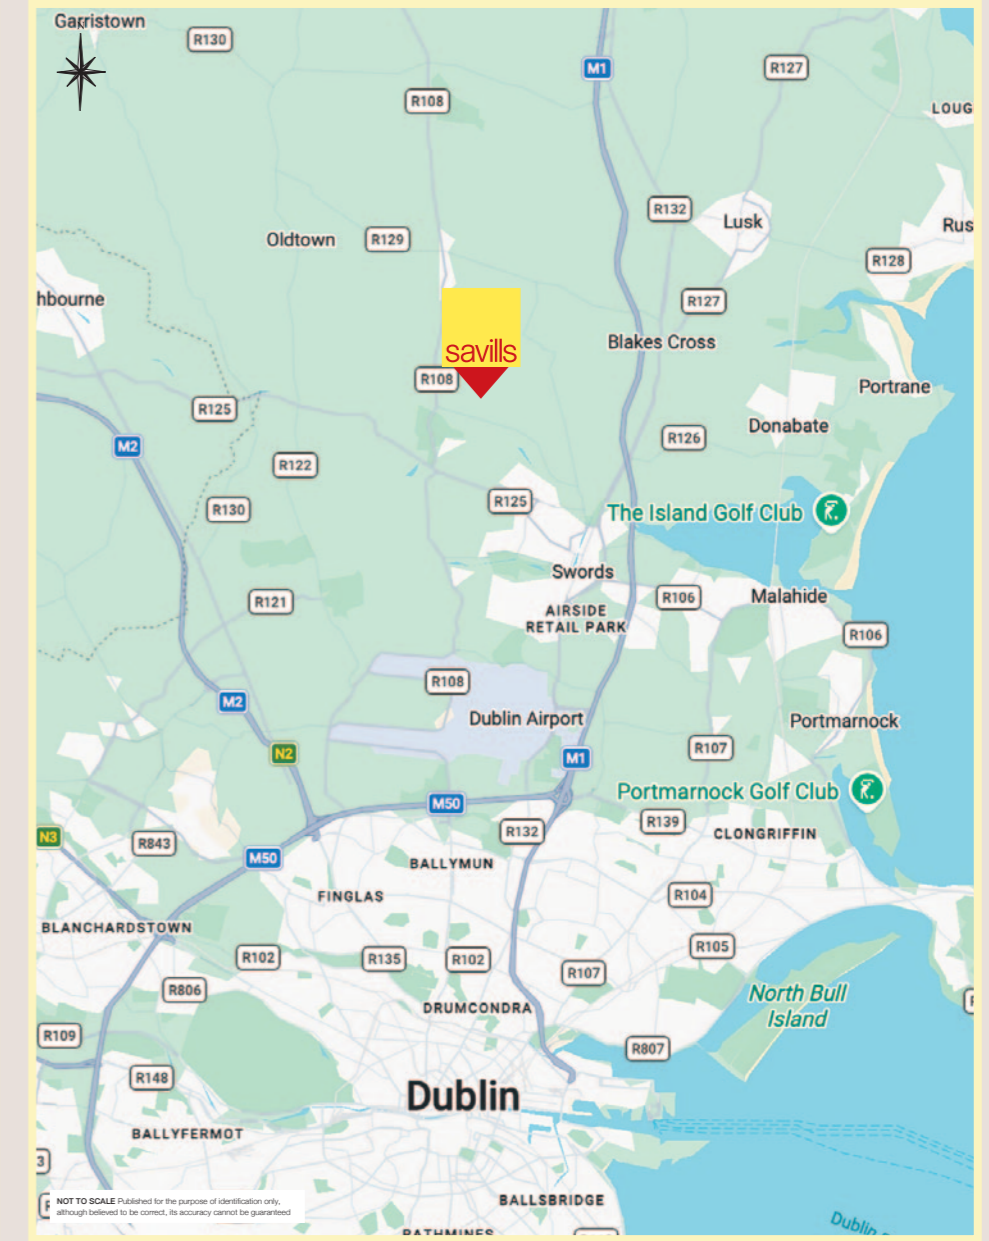 Garristown
N
R130
M1
R127
R108
LOUG
R132
Lusk
Rus
Oldtown
R129
R128
hbourne
R127
savills
Blakes Cross
R108
Portrane
R125
Donabate
M2
R126
R122
R125
R130
The Island Golf Club
Swords
R121
R106
Malahide
AIRSIDE
RETAIL PARK
R106
R108
M2
Dublin Airport
Portmarnock
N2
R107
M1
Portmarnock Golf Club
M50
R139
N3
R843
R132
CLONGRIFFIN
M50
BALLYMUN
FINGLAS
R104
BLANCHARDSTOWN
R102
R135
R102
R105
R107
R806
North Bull
Island
DRUMCONDRA
R109
R807
R148
Dublin
BALLYFERMOT
3
NOT TO SCALE Published for the purpose of identification only,
although believed to be correct, its accuracy cannot be guaranteed
BALLSBRIDGE
Dublin
RATHMINES